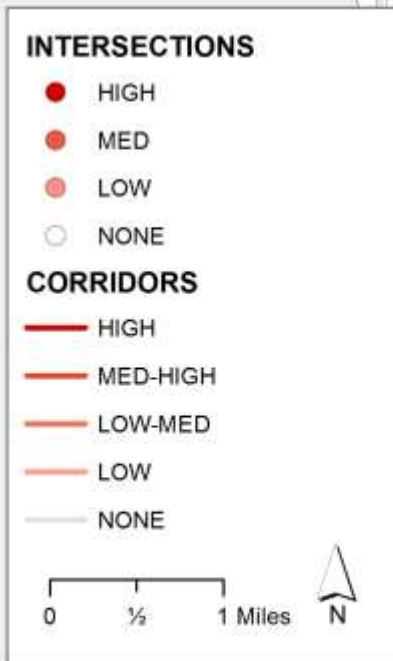 INTERSECTIONS
HIGH
MED
LOW
NONE
CORRIDORS
HIGH
MED-HIGH
LOW-MED
LOW
NONE
0 ½ 1 Miles N